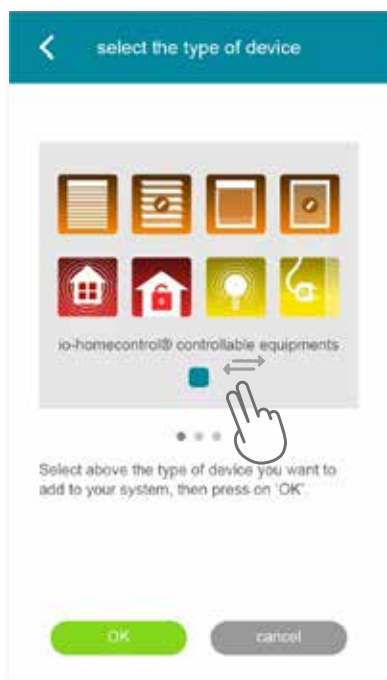 select the type of device
io-homecontrol® controllable equipments
Select above the type of device you want to
add to your system, then press on 'OK'.
OK
cancel